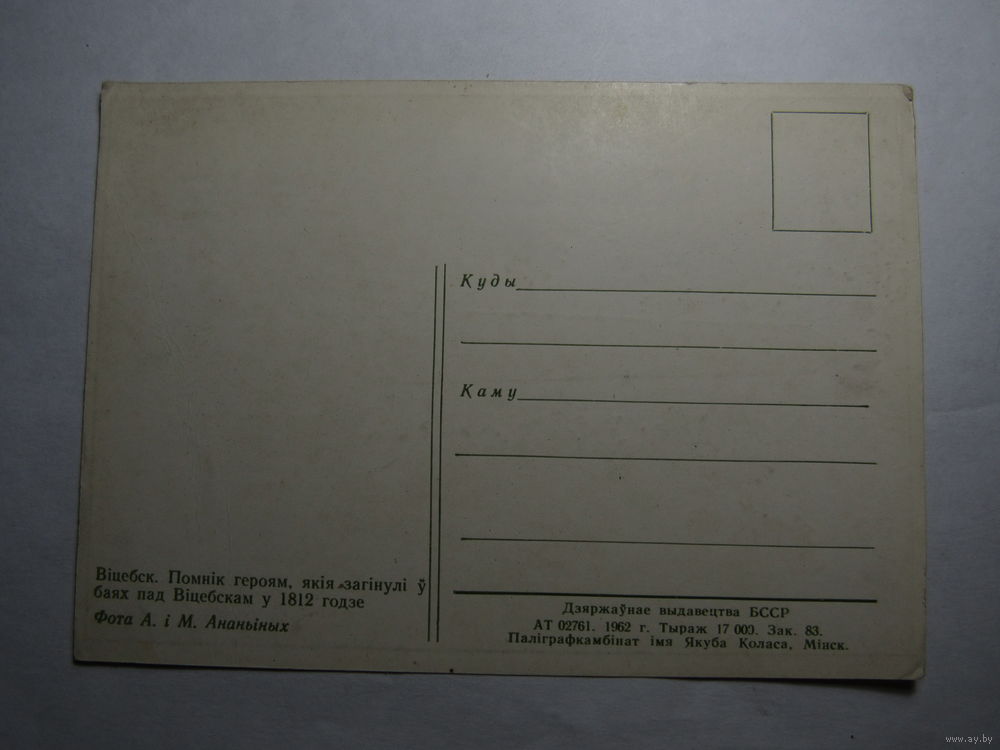 Куды
Каму
Віцебск. Помнік героям, якія загінулі ў
баях пад Віцебскам у 1812 годзе
Фота А. і М. Ананьіных
Дзяржаўнае выдавецтва БССР
АТ 02761. 1962 г. Тыраж 17 000. Зак. 83.
Паліграфкамбінат імя Якуба Коласа, Мінск.
www.ay.by